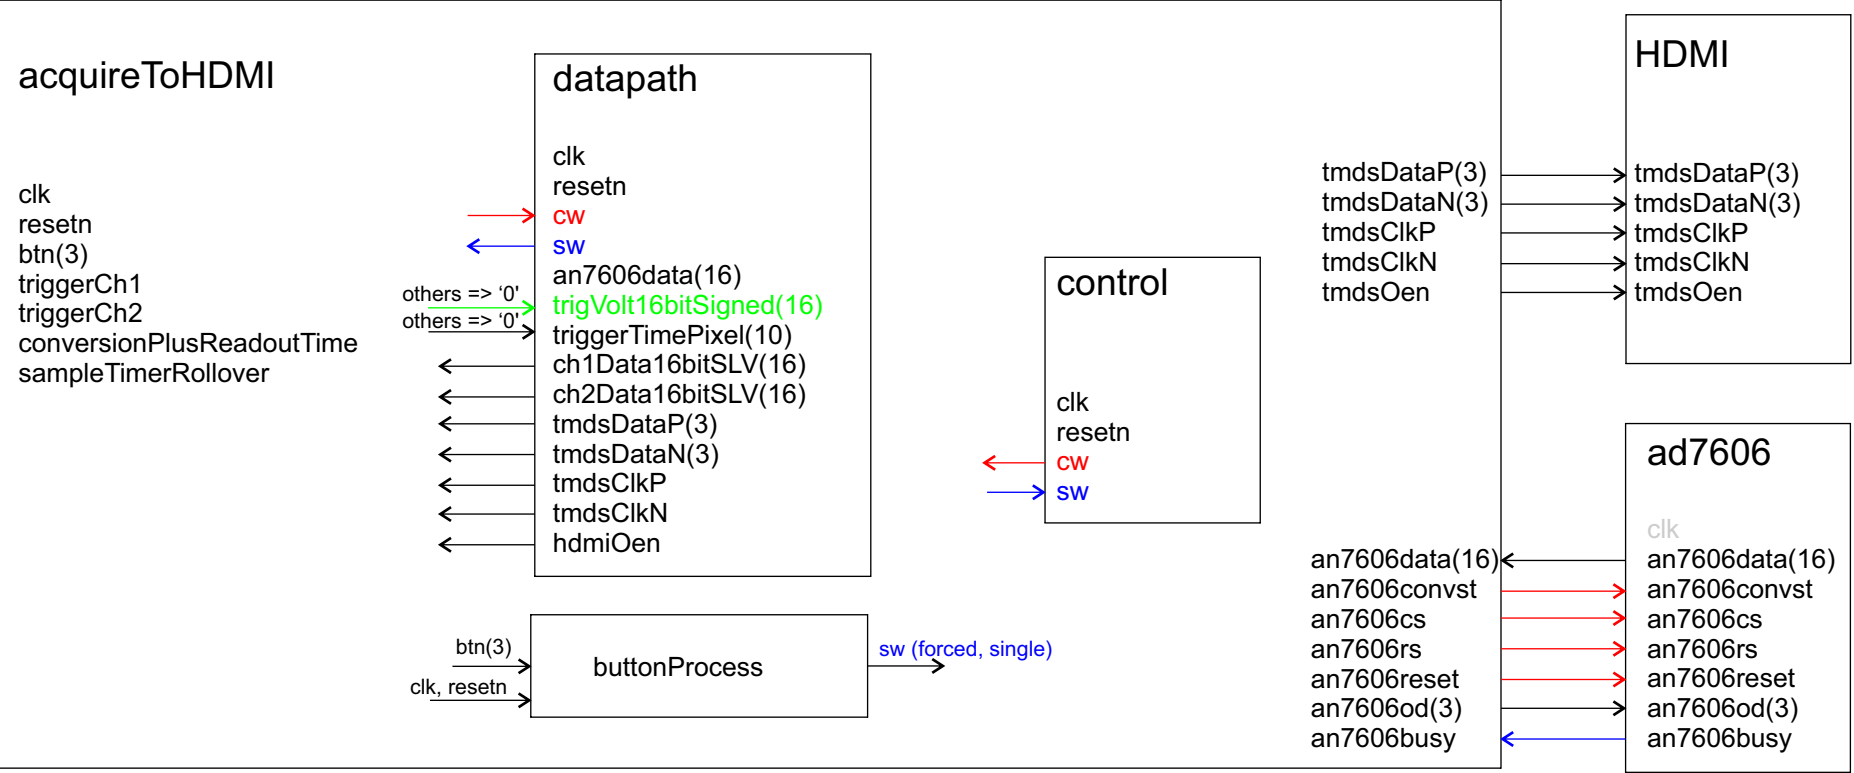 acquireToHDMI
clk
resetn
btn(3)
triggerCh1
triggerCh2
conversionPlusReadoutTime
sampleTimerRollover
datapath
clk
resetn
cw
sw
an7606data(16)
others => ‘0'
trigVolt16bitSigned(16)
others => ‘0'
triggerTimePixel(10)
ch1Data16bitSLV(16)
ch2Data16bitSLV(16)
tmdsDataP(3)
tmdsDataN(3)
tmdsClkP
tmdsClkN
hdmiOen
btn(3)
clk, resetn
buttonProcess
sw (forced, single)
control
clk
resetn
cw
sw
tmdsDataP(3)
tmdsDataN(3)
tmdsClkP
tmdsClkN
tmdsOen
an7606data(16)
an7606convst
an7606cs
an7606rs
an7606reset
an7606od(3)
an7606busy
HDMI
tmdsDataP(3)
tmdsDataN(3)
tmdsClkP
tmdsClkN
tmdsOen
ad7606
clk
an7606data(16)
an7606convst
an7606cs
an7606rs
an7606reset
an7606od(3)
an7606busy